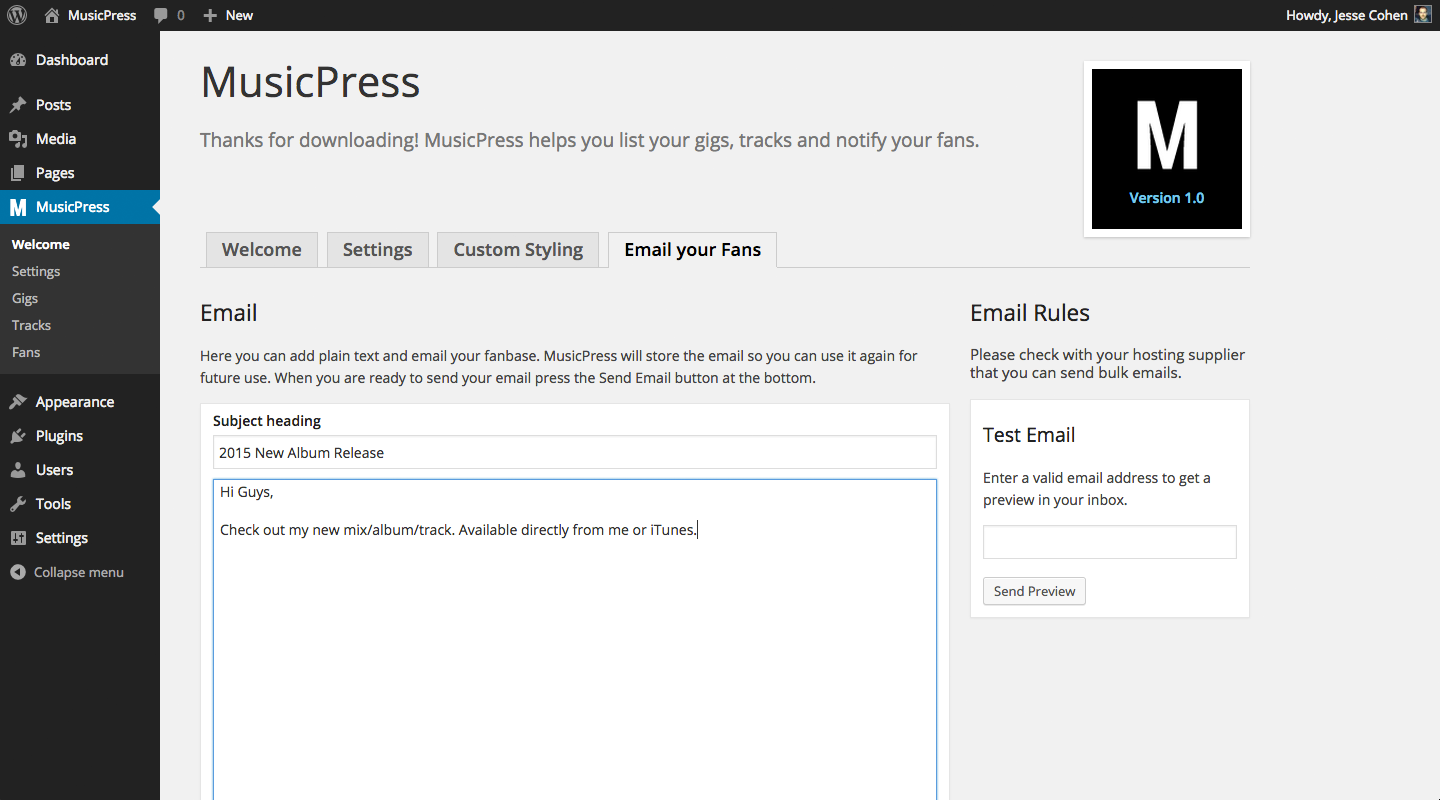 MusicPress
0
New
Howdy, Jesse Cohen
Dashboard
Posts
Media
Pages
M MusicPress
Welcome
Settings
Gigs
Tracks
Fans
Appearance
Plugins
Users
Tools
Settings
Collapse menu
MusicPress
Thanks for downloading! MusicPress helps you list your gigs, tracks and notify your fans.
M
Version 1.0
Welcome
Settings
Custom Styling
Email your Fans
Email
Here you can add plain text and email your fanbase. MusicPress will store the email so you can use it again for
future use. When you are ready to send your email press the Send Email button at the bottom.
Subject heading
2015 New Album Release
Hi Guys,
Check out my new mix/album/track. Available directly from me or iTunes.
Email Rules
Please check with your hosting supplier
that you can send bulk emails.
Test Email
Enter a valid email address to get a
preview in your inbox.
Send Preview